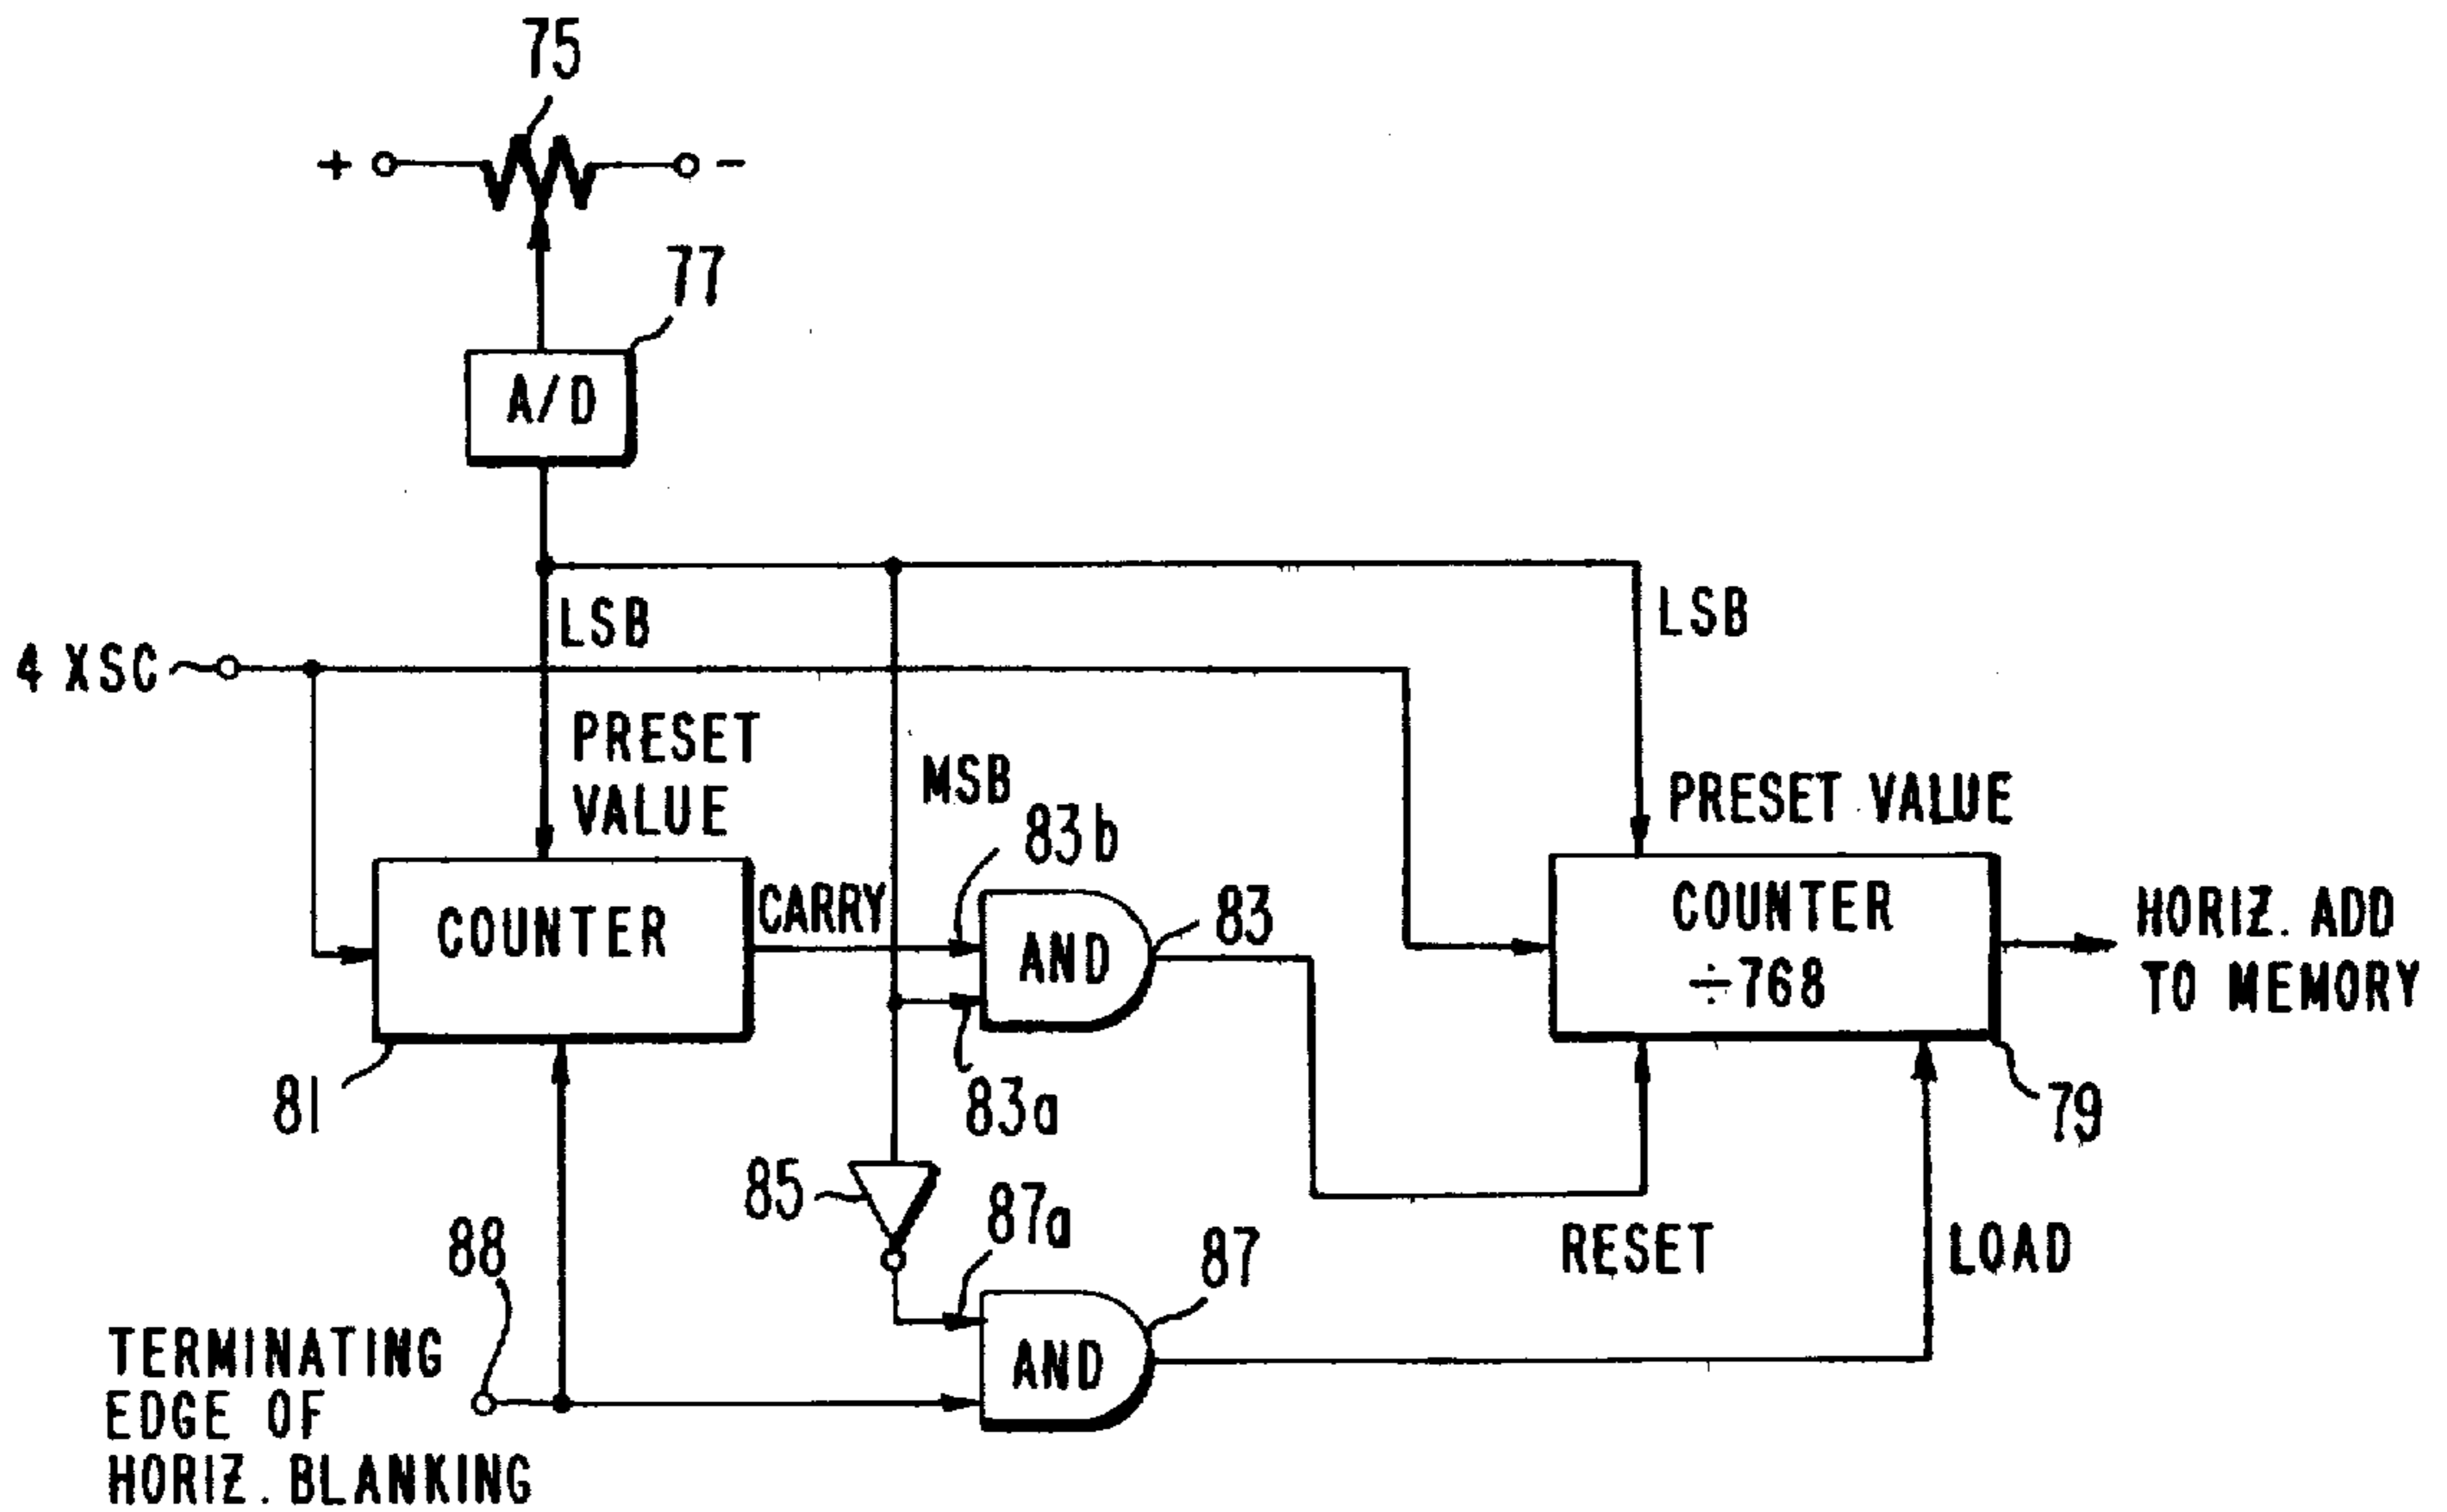 75
+ -
77
A/D
LSB
LSB
4 XSC
PRESET
VALUE
MSB
PRESET VALUE
83b
COUNTER
CARRY
AND
83
COUNTER
÷768
HORIZ. ADD
TO MEMORY
81
83a
79
85
87a
88
87
RESET
LOAD
AND
TERMINATING
EDGE OF
HORIZ. BLANKING